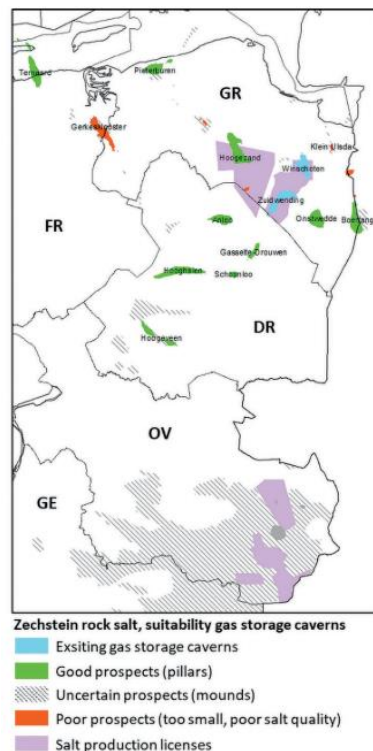 Pieterburen
Ternaard
GR
Gerkesklooster
Klein Ulsda
Hoogezand
Winschoten
Zuidwending
FR
Anloo
Onstwedde
Bourtange
Gasselte-Drouwen
Hooghalen
Schoonloo
Hoogeveen
DR
OV
GE
Zechstein rock salt, suitability gas storage caverns
Exsiting gas storage caverns
Good prospects (pillars)
Uncertain prospects (mounds)
Poor prospects (too small, poor salt quality)
Salt production licenses